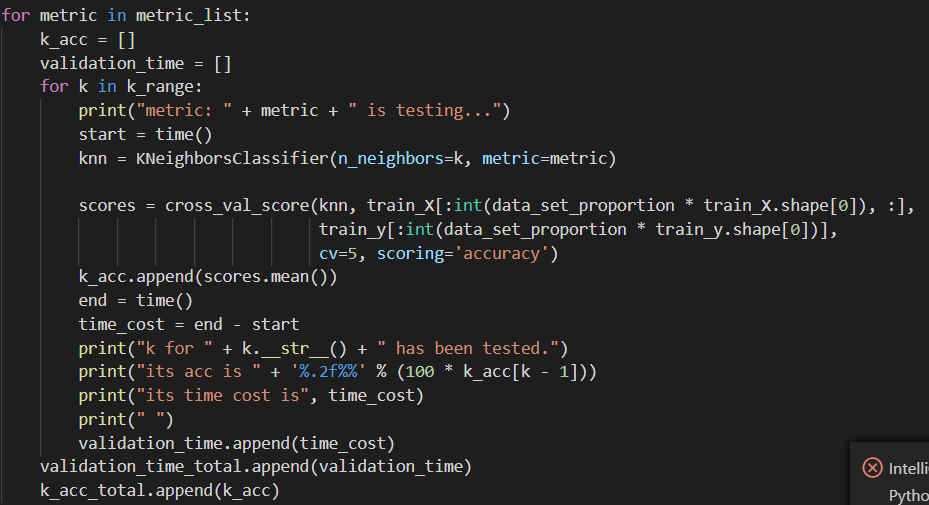 for metric in metric_list:
    k_acc = []
    validation_time = []
    for k in k_range:
        print("metric: " + metric + " is testing...")
        start = time()
        knn = KNeighborsClassifier(n_neighbors=k, metric=metric)
        scores = cross_val_score(knn, train_X[:int(data_set_proportion * train_X.shape[0]), :],
                                 train_y[:int(data_set_proportion * train_y.shape[0])],
                                 cv=5, scoring='accuracy')
        k_acc.append(scores.mean())
        end = time()
        time_cost = end - start
        print("k for " + k.__str__() + " has been tested.")
        print("its acc is " + '%.2f%%' % (100 * k_acc[k - 1]))
        print("its time cost is", time_cost)
        print(" ")
        validation_time.append(time_cost)
    validation_time_total.append(validation_time)
    k_acc_total.append(k_acc)
Intelli
Pytho